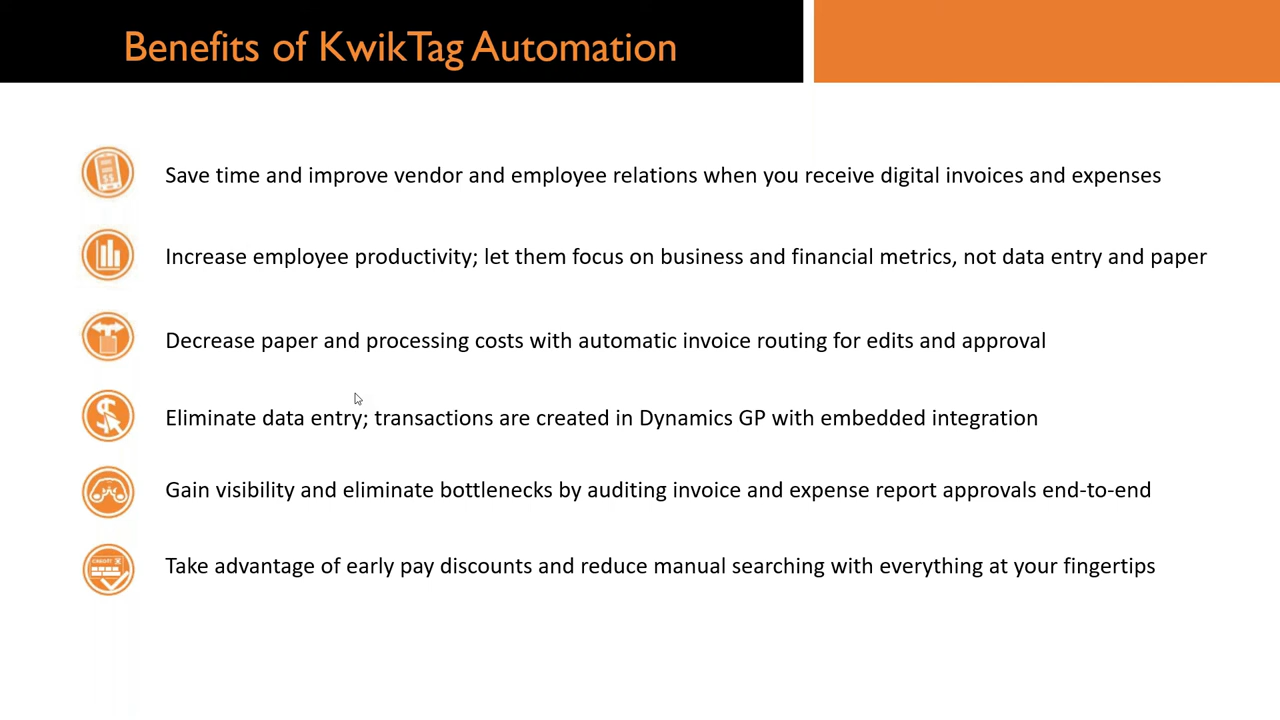 Benefits of KwikTag Automation
Save time and improve vendor and employee relations when you receive digital invoices and expenses
Increase employee productivity; let them focus on business and financial metrics, not data entry and paper
Decrease paper and processing costs with automatic invoice routing for edits and approval
Eliminate data entry; transactions are created in Dynamics GP with embedded integration
Gain visibility and eliminate bottlenecks by auditing invoice and expense report approvals end-to-end
Take advantage of early pay discounts and reduce manual searching with everything at your fingertips